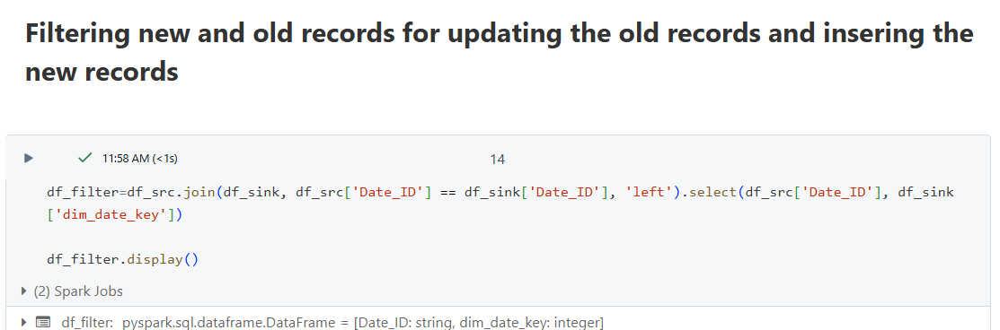 Filtering new and old records for updating the old records and insering the
new records
11:58 AM (<1s)
14
df_filter=df_src.join(df_sink, df_src['Date_ID'] == df_sink['Date_ID'], 'left').select(df_src['Date_ID'], df_sink
['dim_date_key'])
df_filter.display()
(2) Spark Jobs
df_filter: pyspark.sql.dataframe.DataFrame = [Date_ID: string, dim_date_key: integer]